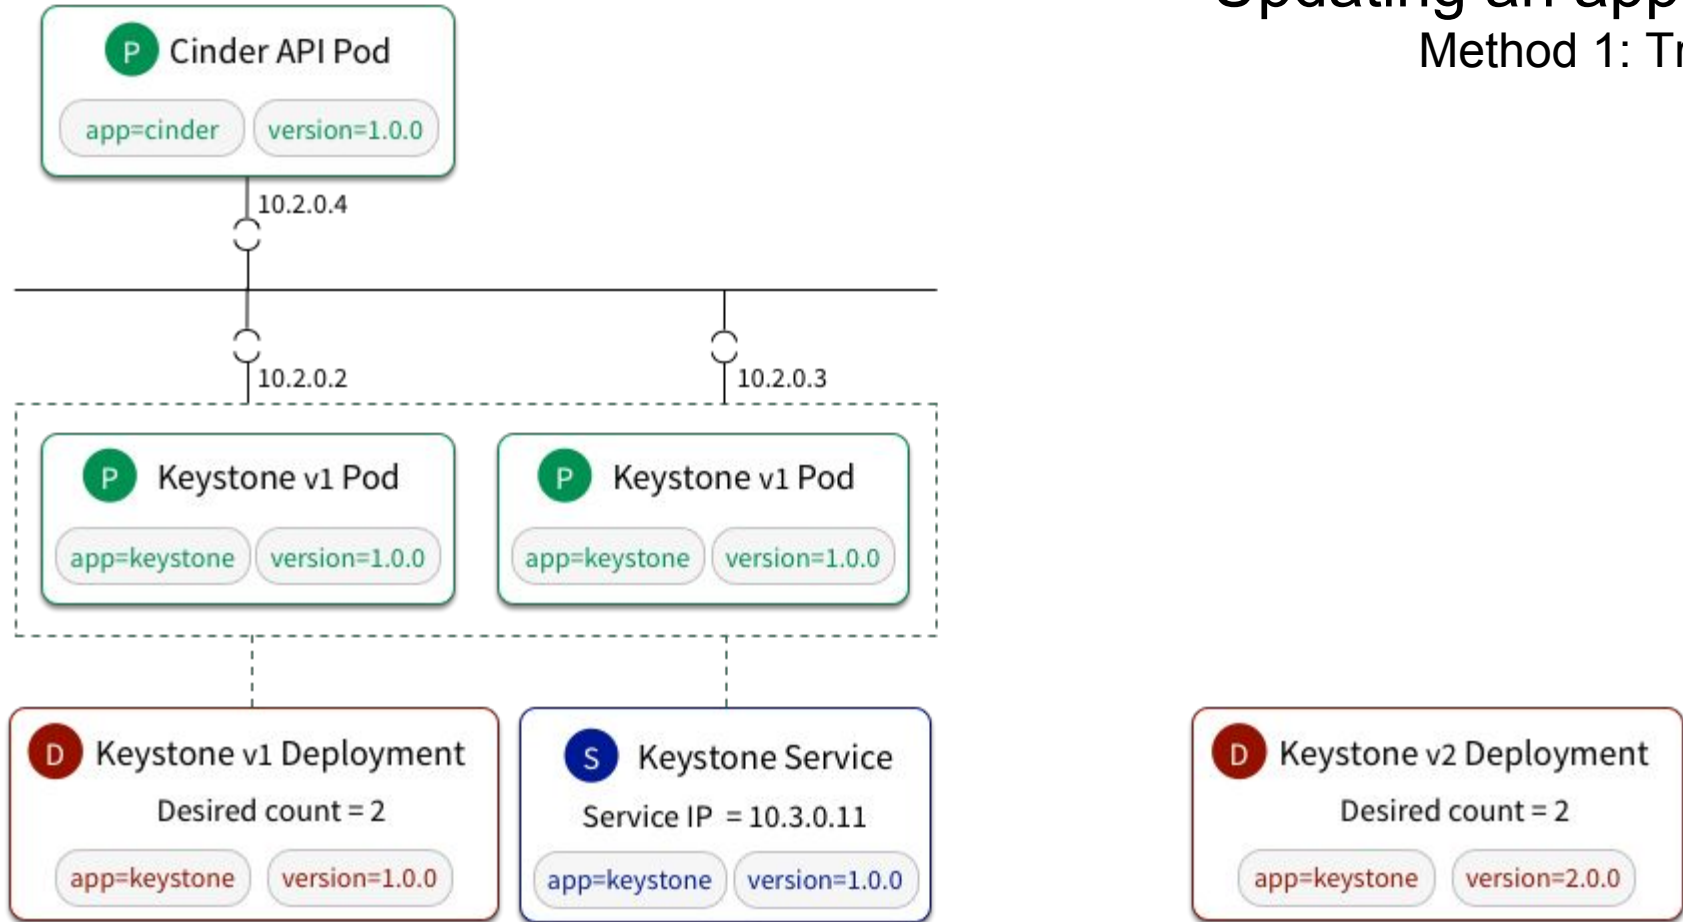 Updating an app
Method 1: Tr
P Cinder API Pod
app=cinder version=1.0.0
10.2.0.4
10.2.0.2
10.2.0.3
P Keystone v1 Pod
app=keystone version=1.0.0
P Keystone v1 Pod
app=keystone version=1.0.0
D Keystone v1 Deployment
Desired count = 2
app=keystone version=1.0.0
S Keystone Service
Service IP = 10.3.0.11
app=keystone version=1.0.0
D Keystone v2 Deployment
Desired count = 2
app=keystone version=2.0.0